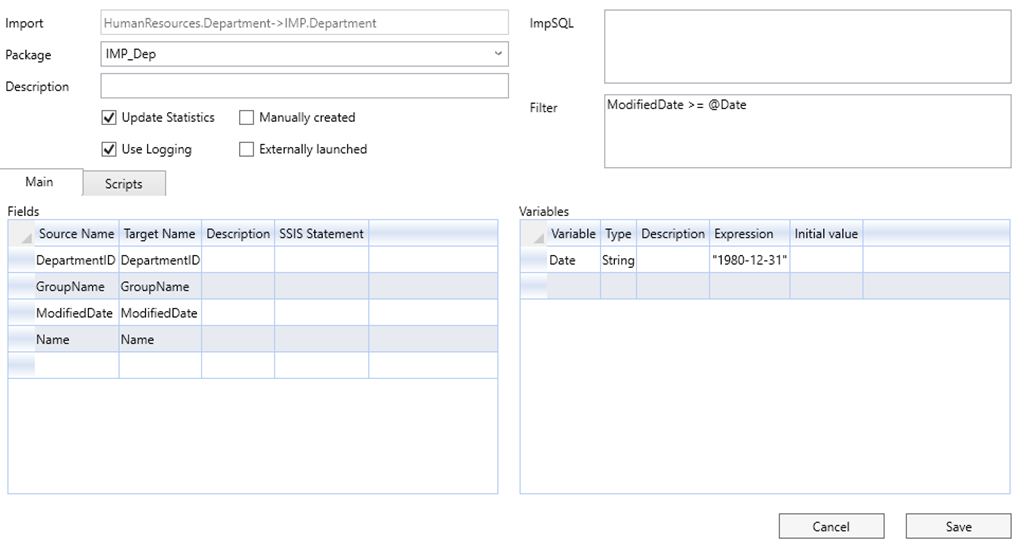 Import HumanResources.Department->IMP.Department
Package IMP_Dep
Description
Update Statistics Manually created
Use Logging Externally launched
ImpSQL
Filter ModifiedDate >= @Date
Main Scripts
Fields
Source Name Target Name Description SSIS Statement
DepartmentID DepartmentID
GroupName GroupName
ModifiedDate ModifiedDate
Name Name
Variables
Variable Type Description Expression Initial value
Date String "1980-12-31"
Cancel Save